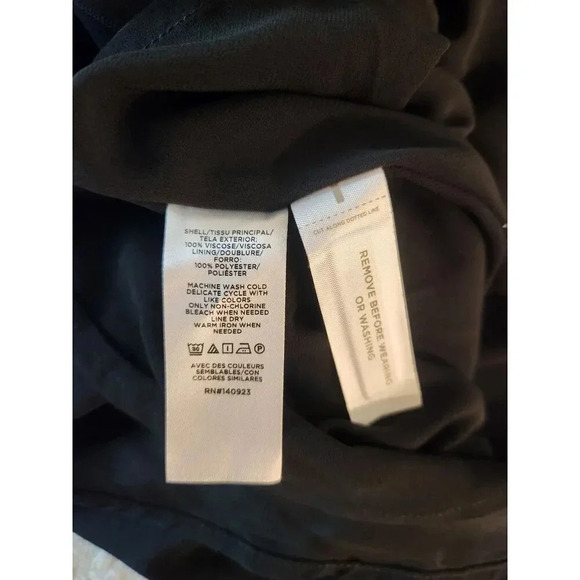 SHELL/TISSU PRINCIPAL/
TELA EXTERIOR:
100% VISCOSE/VISCOSA
LINING/DOUBLURE/
FORRO:
100% POLYESTER/
POLIÉSTER
MACHINE WASH COLD
DELICATE CYCLE WITH
LIKE COLORS
ONLY NON-CHLORINE
BLEACH WHEN NEEDED
LINE DRY
WARM IRON WHEN
NEEDED
30 P
AVEC DES COULEURS
SEMBLABLES/CON
COLORES SIMILARES
RN#140923
CUT ALONG DOTTED LINE
REMOVE BEFORE WEARING
OR WASHING